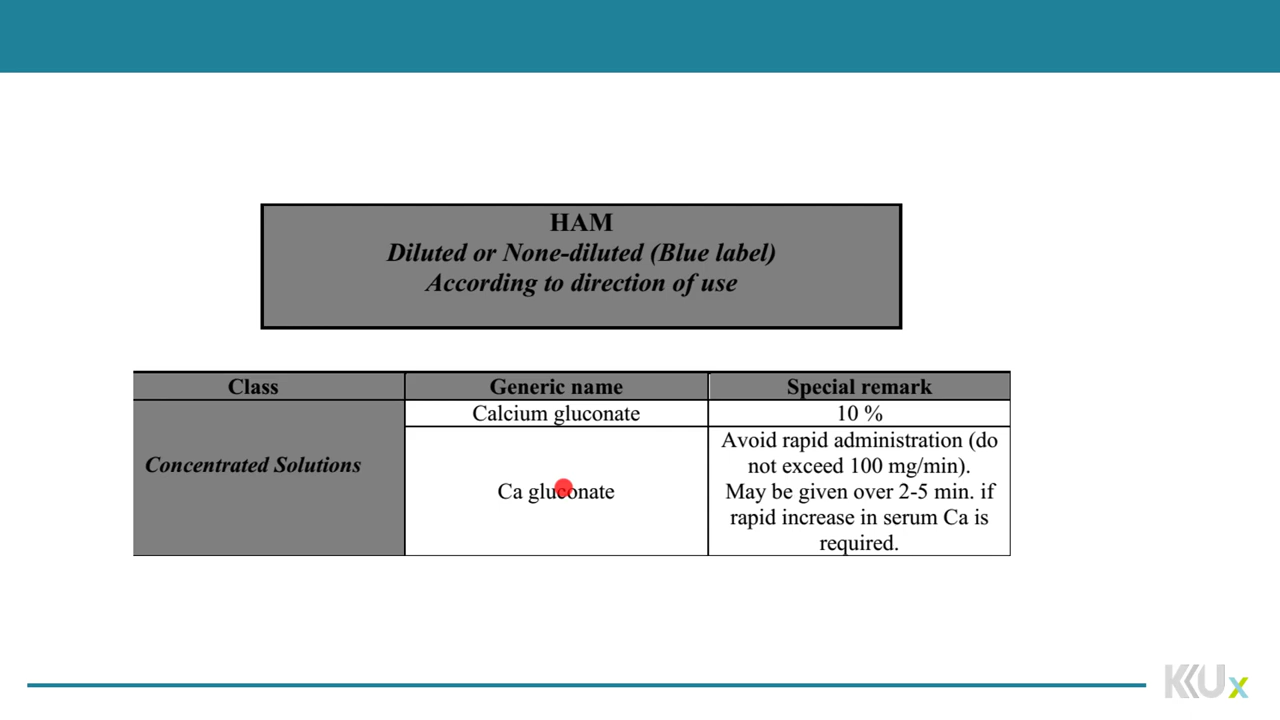 HAM
Diluted or None-diluted (Blue label)
According to direction of use
Class
Generic name
Special remark
Concentrated Solutions
Calcium gluconate
10 %
Ca gluconate
Avoid rapid administration (do
not exceed 100 mg/min).
May be given over 2-5 min. if
rapid increase in serum Ca is
required.
KKUx